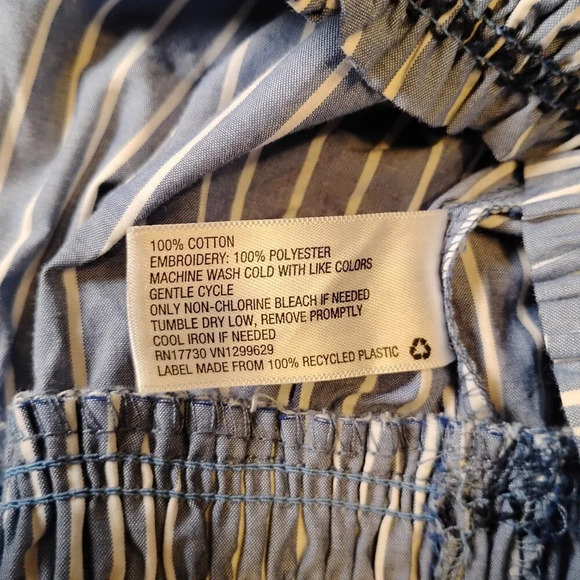 100% COTTON
EMBROIDERY: 100% POLYESTER
MACHINE WASH COLD WITH LIKE COLORS
GENTLE CYCLE
ONLY NON-CHLORINE BLEACH IF NEEDED
TUMBLE DRY LOW, REMOVE PROMPTLY
COOL IRON IF NEEDED
RN17730 VN1299629
LABEL MADE FROM 100% RECYCLED PLASTIC